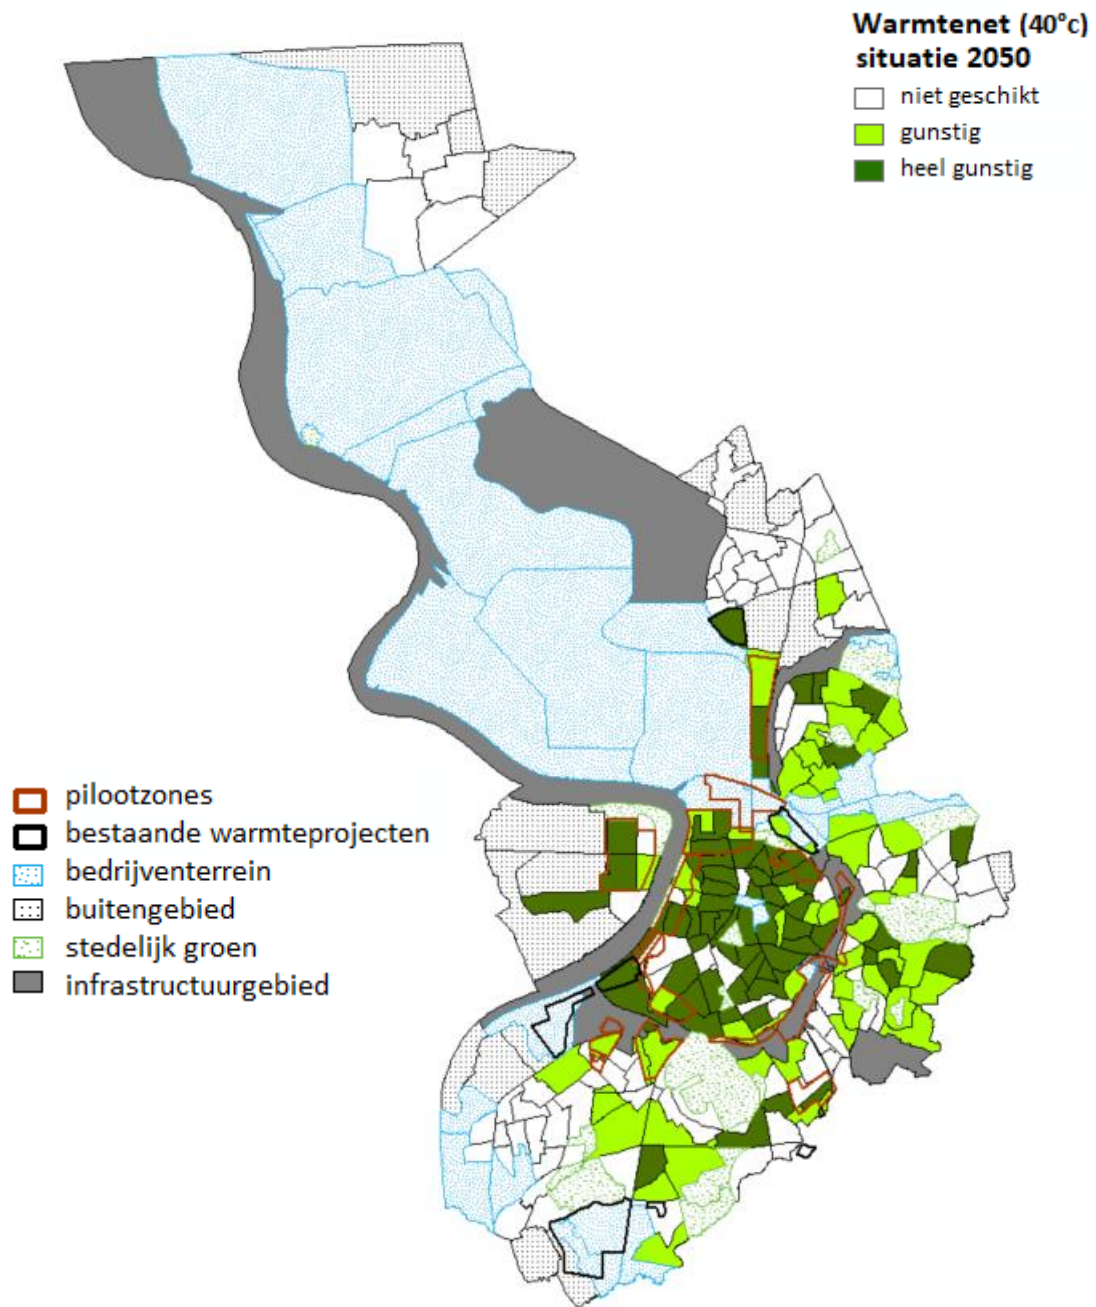 Warmtenet (40°c)
situatie 2050
niet geschikt
gunstig
heel gunstig
pilootzones
bestaande warmteprojecten
bedrijventerrein
buitengebied
stedelijk groen
infrastructuurgebied